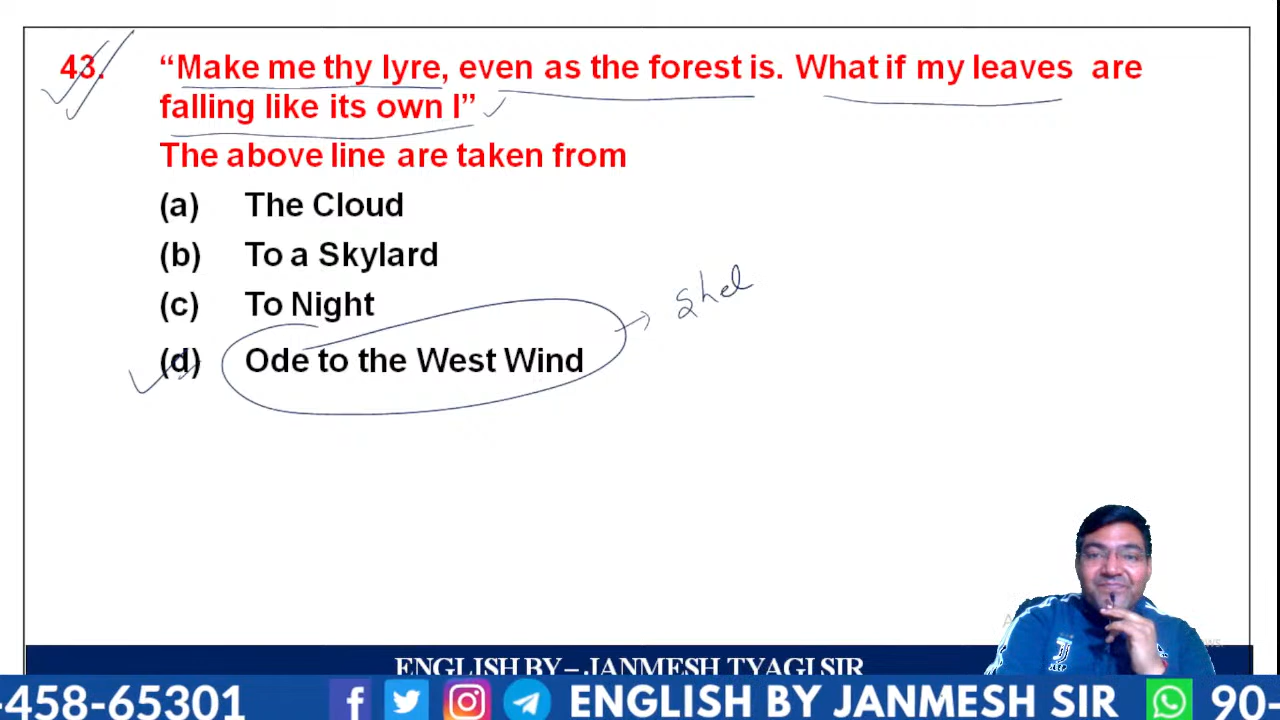 43. “Make me thy lyre, even as the forest is. What if my leaves are
falling like its own I”
The above line are taken from
(a) The Cloud
(b) To a Skylard
(c) To Night
(d) Ode to the West Wind
Shel
ENGLISH BY – JANMESH TYAGI SIR
-458-65301 ENGLISH BY JANMESH SIR 90-